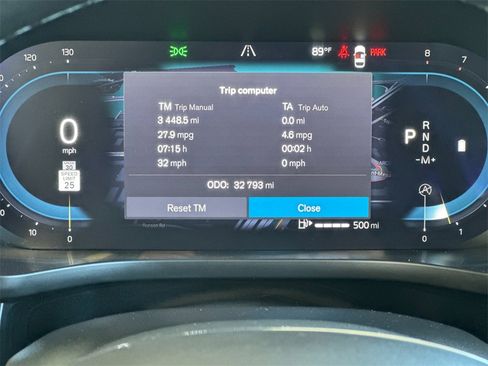 130
89°F
PARK
8
120
7
Trip computer
TM Trip Manual
TA Trip Auto
3 448.5 mi
0.0 mi
27.9 mpg
4.6 mpg
07:15 h
00:02 h
32 mph
0 mph
ODO: 32 793 mi
Reset TM
Close
0
mph
SPEED
LIMIT
25
P
R
N
D
-M+
A
10
0
1
0
500 mi